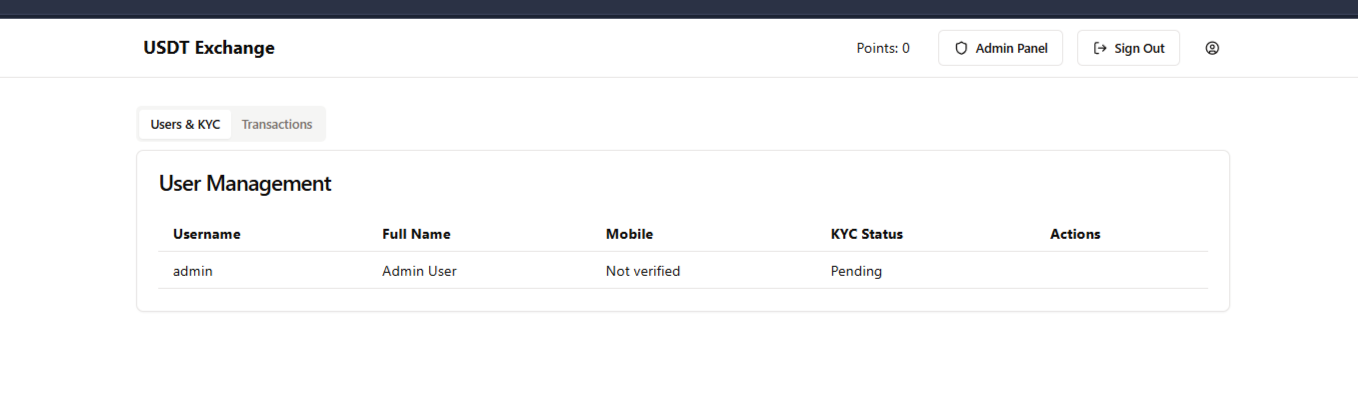 USDT Exchange
Points: 0
Admin Panel
Sign Out
Users & KYC
Transactions
User Management
Username Full Name Mobile KYC Status Actions
admin Admin User Not verified Pending